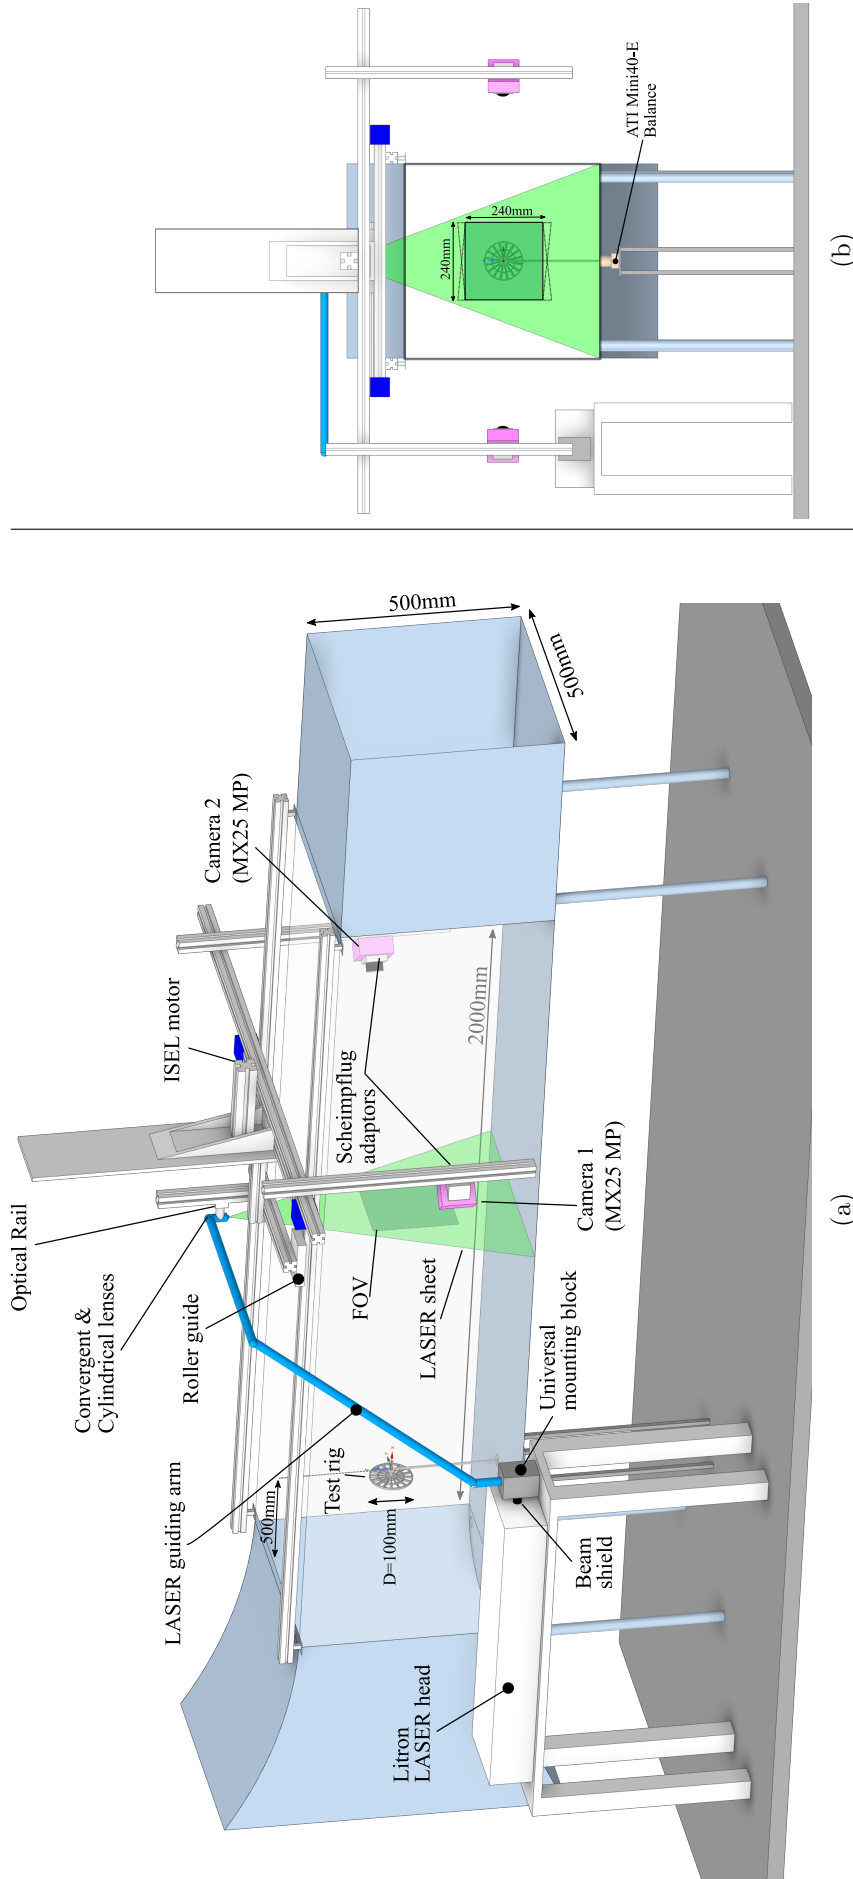 Optical Rail
Convergent &
Cylindrical lenses
Roller guide
LASER guiding arm
ISEL motor
Camera 2
(MX25 MP)
500mm
500mm
2000mm
Scheimpflug
adaptors
FOV
LASER sheet
Camera 1
(MX25 MP)
Universal
mounting block
500mm
Test rig
D=100mm
Beam
shield
Litron
LASER head
(a)
240mm
240mm
ATI Mini40-E
Balance
(b)